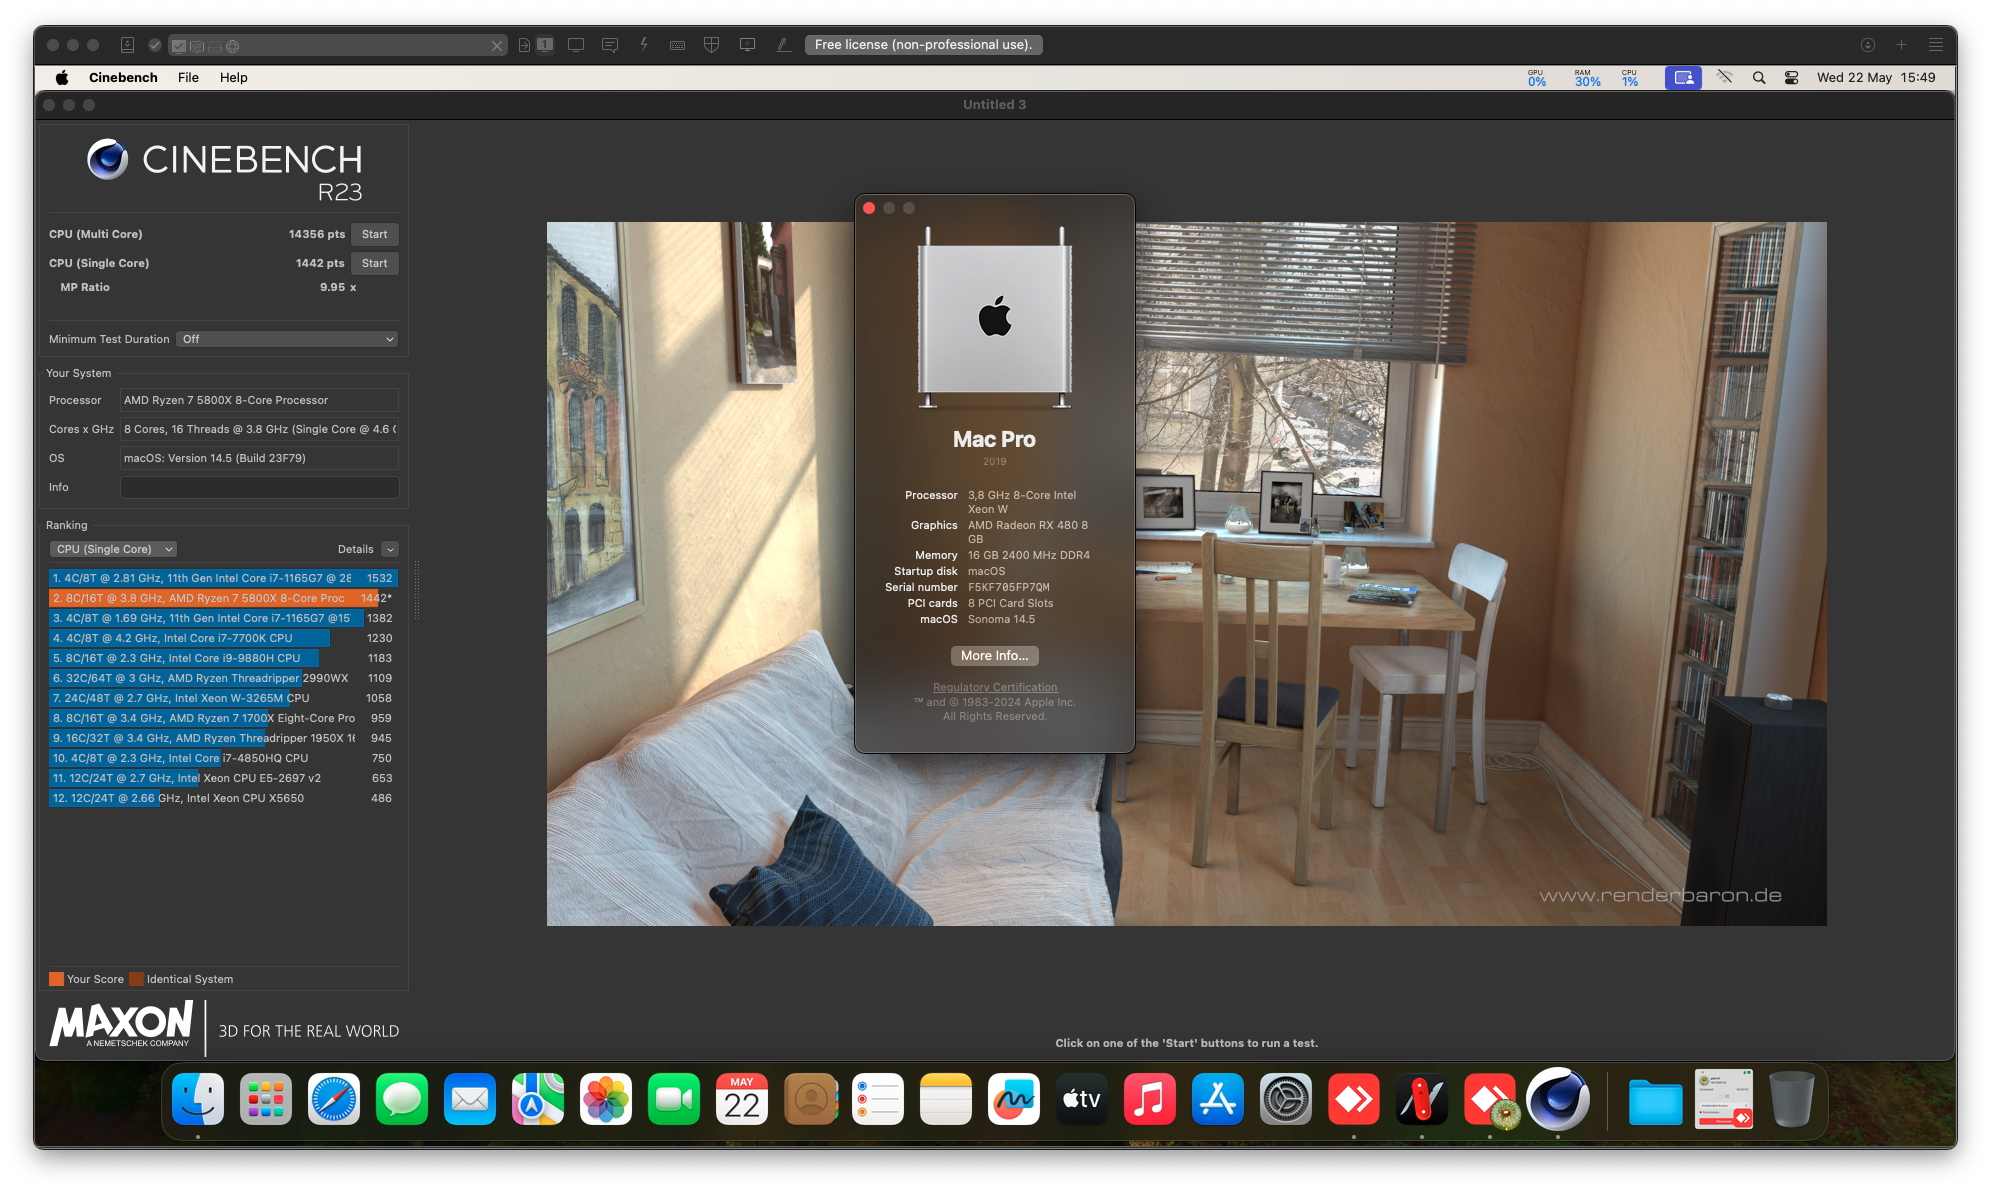 1
Free license (non-professional use).
Cinebench File Help
GPU 0% RAM 30% CPU 1% Wed 22 May 15:49
Untitled 3
CINEBENCH
R23
CPU (Multi Core) 14356 pts Start
CPU (Single Core) 1442 pts Start
MP Ratio 9.95 x
Minimum Test Duration Off
Your System
Processor AMD Ryzen 7 5800X 8-Core Processor
Cores x GHz 8 Cores, 16 Threads @ 3.8 GHz (Single Core @ 4.6
OS macOS: Version 14.5 (Build 23F79)
Info
Ranking
CPU (Single Core) Details
1. 4C/8T @ 2.81 GHz, 11th Gen Intel Core i7-1165G7 @ 28 1532
2. 8C/16T @ 3.8 GHz, AMD Ryzen 7 5800X 8-Core Proc 1442*
3. 4C/8T @ 1.69 GHz, 11th Gen Intel Core i7-1165G7 @15 1382
4. 4C/8T @ 4.2 GHz, Intel Core i7-7700K CPU 1230
5. 8C/16T @ 2.3 GHz, Intel Core i9-9880H CPU 1183
6. 32C/64T @ 3 GHz, AMD Ryzen Threadripper 2990WX 1109
7. 24C/48T @ 2.7 GHz, Intel Xeon W-3265M CPU 1058
8. 8C/16T @ 3.4 GHz, AMD Ryzen 7 1700X Eight-Core Pro 959
9. 16C/32T @ 3.4 GHz, AMD Ryzen Threadripper 1950X 16 945
10. 4C/8T @ 2.3 GHz, Intel Core i7-4850HQ CPU 750
11. 12C/24T @ 2.7 GHz, Intel Xeon CPU E5-2697 v2 653
12. 12C/24T @ 2.66 GHz, Intel Xeon CPU X5650 486
Your Score Identical System
MAXON
A NEMETSCHEK COMPANY
3D FOR THE REAL WORLD
Mac Pro
2019
Processor 3,8 GHz 8-Core Intel
Xeon W
Graphics AMD Radeon RX 480 8
GB
Memory 16 GB 2400 MHz DDR4
Startup disk macOS
Serial number F5KF705FP7QM
PCI cards 8 PCI Card Slots
macOS Sonoma 14.5
More Info...
Regulatory Certification
™ and © 1983-2024 Apple Inc.
All Rights Reserved.
www.renderbaron.de
Click on one of the 'Start' buttons to run a test.
MAY
22
tv